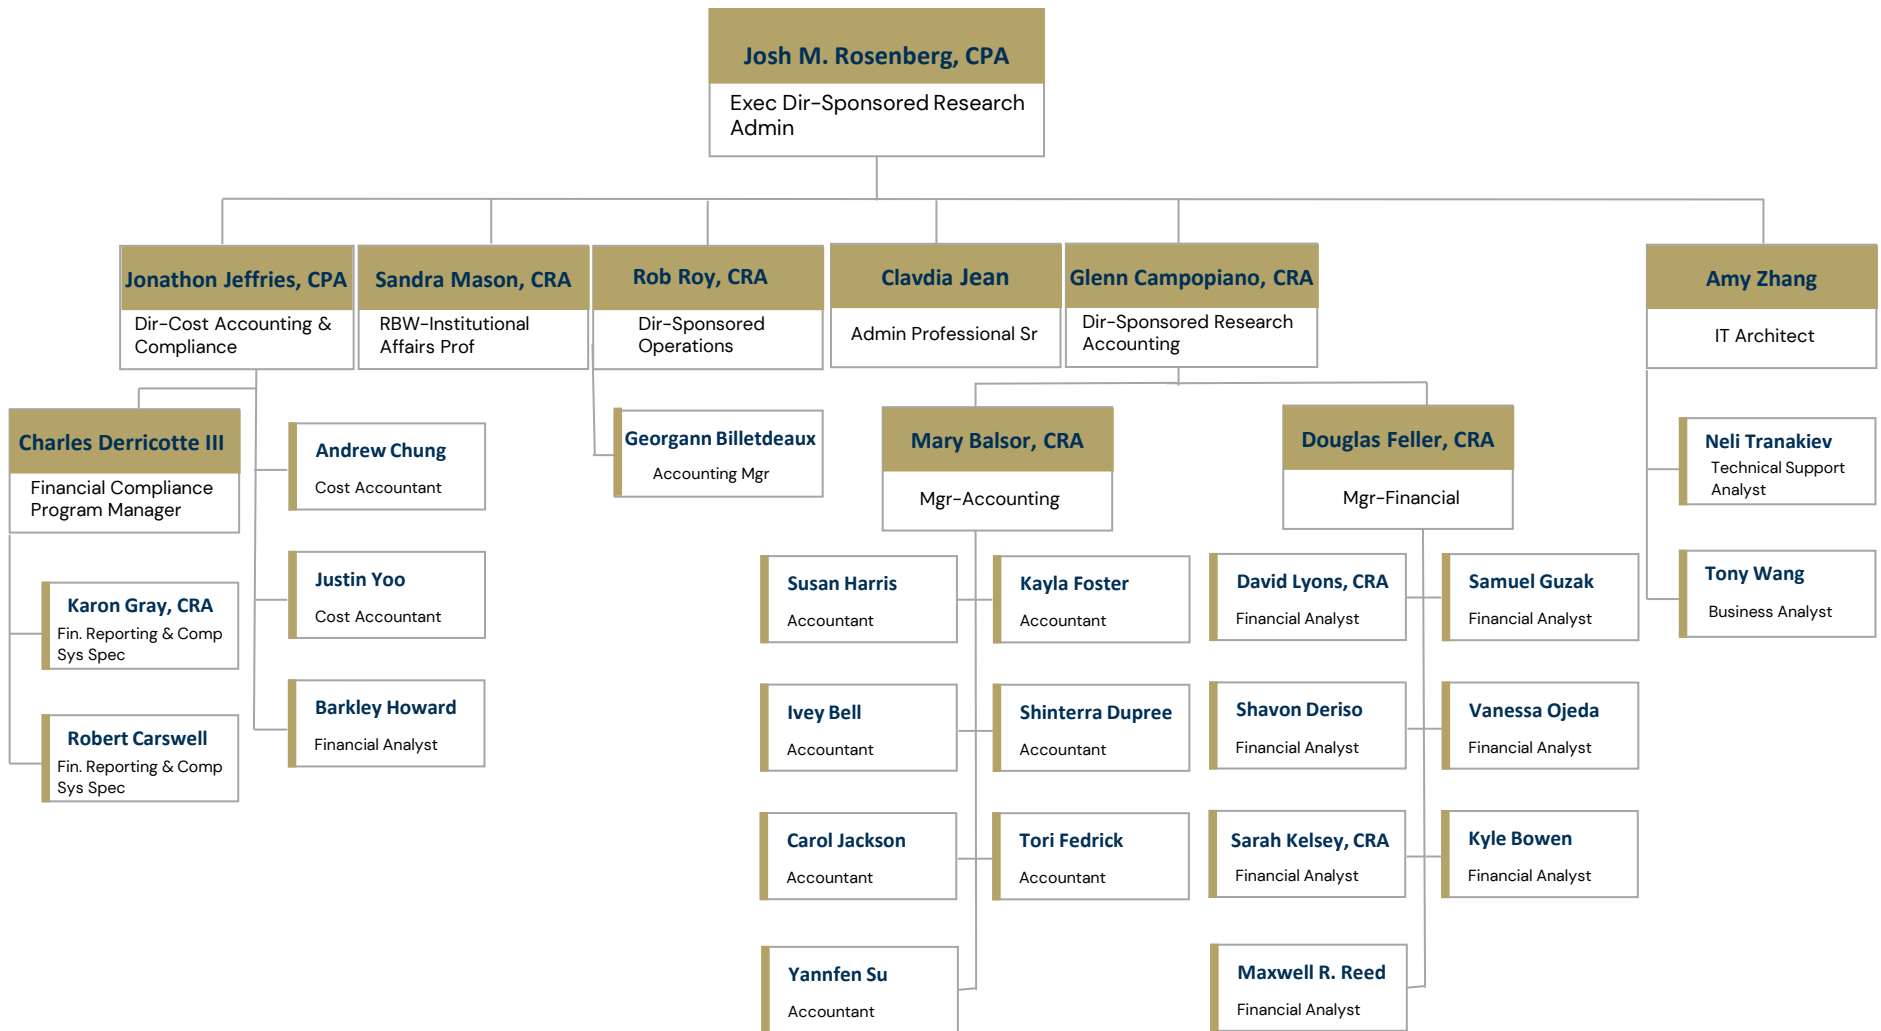 Josh M. Rosenberg, CPA
Exec Dir-Sponsored Research
Admin
Jonathon Jeffries, CPA
Dir-Cost Accounting &
Compliance
Sandra Mason, CRA
RBW-Institutional
Affairs Prof
Rob Roy, CRA
Dir-Sponsored
Operations
Clavdia Jean
Admin Professional Sr
Glenn Campopiano, CRA
Dir-Sponsored Research
Accounting
Amy Zhang
IT Architect
Charles Derricotte III
Financial Compliance
Program Manager
Karon Gray, CRA
Fin. Reporting & Comp
Sys Spec
Robert Carswell
Fin. Reporting & Comp
Sys Spec
Andrew Chung
Cost Accountant
Justin Yoo
Cost Accountant
Barkley Howard
Financial Analyst
Georgann Billetdeaux
Accounting Mgr
Mary Balsor, CRA
Mgr-Accounting
Susan Harris
Accountant
Kayla Foster
Accountant
Ivey Bell
Accountant
Shinterra Dupree
Accountant
Carol Jackson
Accountant
Tori Fedrick
Accountant
Yannfen Su
Accountant
Douglas Feller, CRA
Mgr-Financial
David Lyons, CRA
Financial Analyst
Samuel Guzak
Financial Analyst
Shavon Deriso
Financial Analyst
Vanessa Ojeda
Financial Analyst
Sarah Kelsey, CRA
Financial Analyst
Kyle Bowen
Financial Analyst
Maxwell R. Reed
Financial Analyst
Neli Tranakiev
Technical Support
Analyst
Tony Wang
Business Analyst